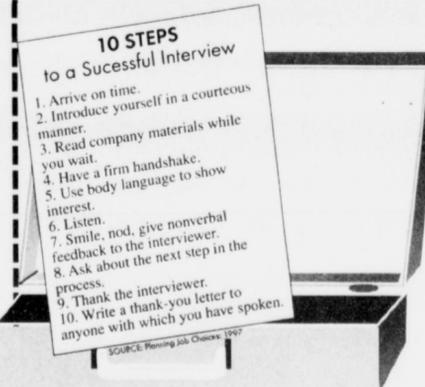 10 STEPS
to a Sucessful Interview
1. Arrive on time.
2. Introduce yourself in a courteous
manner.
3. Read company materials while
you wait.
4. Have a firm handshake.
5. Use body language to show
interest.
6. Listen.
7. Smile, nod, give nonverbal
feedback to the interviewer.
8. Ask about the next step in the
process.
9. Thank the interviewer.
10. Write a thank-you letter to
anyone with which you have spoken.
SOURCE: Planning Job Choices: 1997